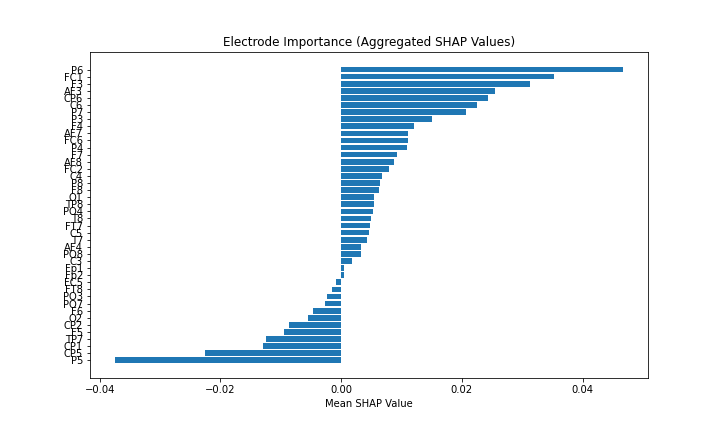 Electrode Importance (Aggregated SHAP Values)
P6
FC1
F3
AF3
CP6
C6
P7
P3
F4
AF7
FC6
P4
F7
AF8
FC2
C4
P8
F8
O1
TP8
PO4
T8
FT7
C5
T7
AF4
PO8
C3
Fp1
Fp2
FC5
FT8
PO3
PO7
F6
O2
CP2
F5
TP7
CP1
CP5
P5
−0.04 −0.02 0.00 0.02 0.04
Mean SHAP Value